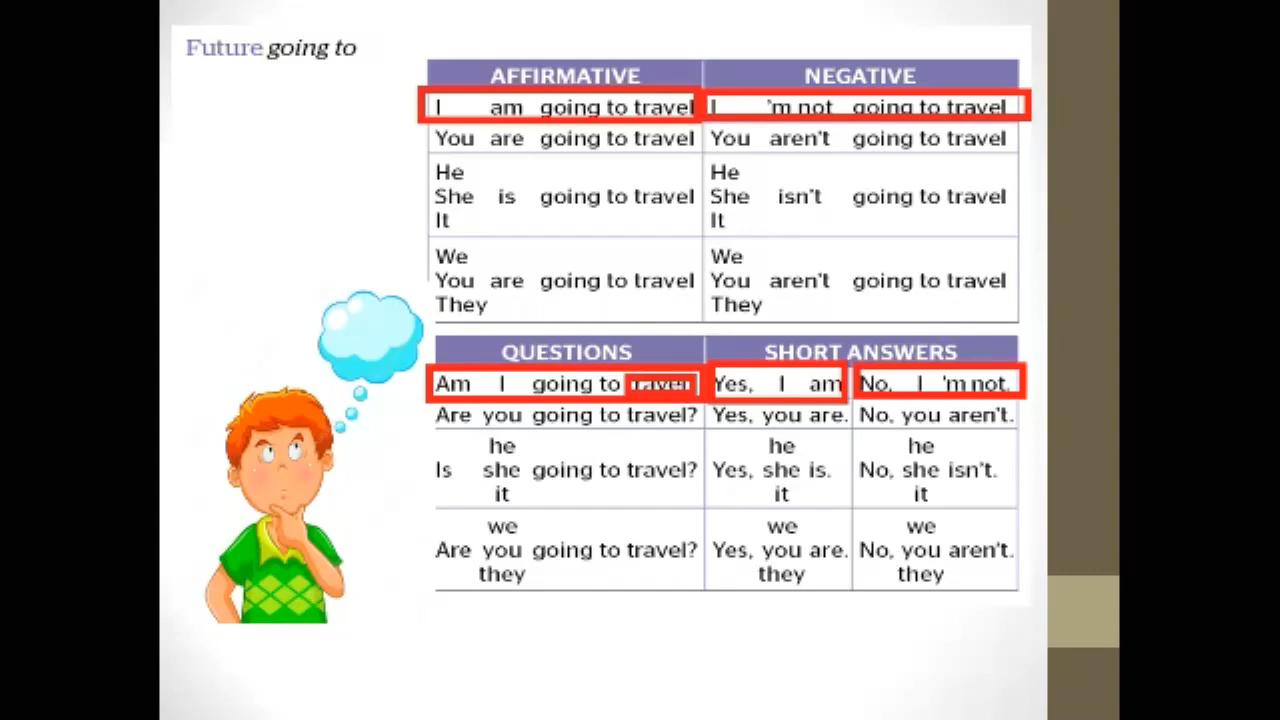 Future going to
AFFIRMATIVE NEGATIVE
I am going to travel I 'm not going to travel
You are going to travel You aren't going to travel
He He
She is going to travel She isn't going to travel
It It
We We
You are going to travel You aren't going to travel
They They
QUESTIONS SHORT ANSWERS
Am I going to travel Yes, I am No, I 'm not.
Are you going to travel? Yes, you are. No, you aren't.
he he he
Is she going to travel? Yes, she is. No, she isn't.
it it it
we we we
Are you going to travel? Yes, you are. No, you aren't.
they they they